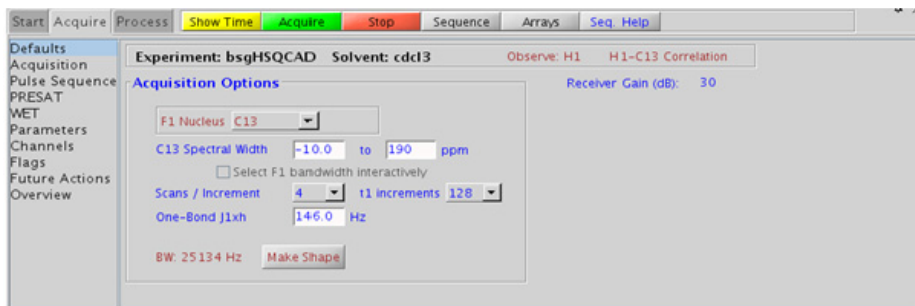 Start Acquire Process Show Time Acquire Stop Sequence Arrays Seq. Help
Defaults
Acquisition
Pulse Sequence
PRESAT
WET
Parameters
Channels
Flags
Future Actions
Overview
Experiment: bsgHSQCAD Solvent: cdcl3 Observe: H1 H1-C13 Correlation
Acquisition Options Receiver Gain (dB): 30
F1 Nucleus C13
C13 Spectral Width -10.0 to 190 ppm
Select F1 bandwidth interactively
Scans / Increment 4 t1 increments 128
One-Bond J1xh 146.0 Hz
BW: 25134 Hz Make Shape